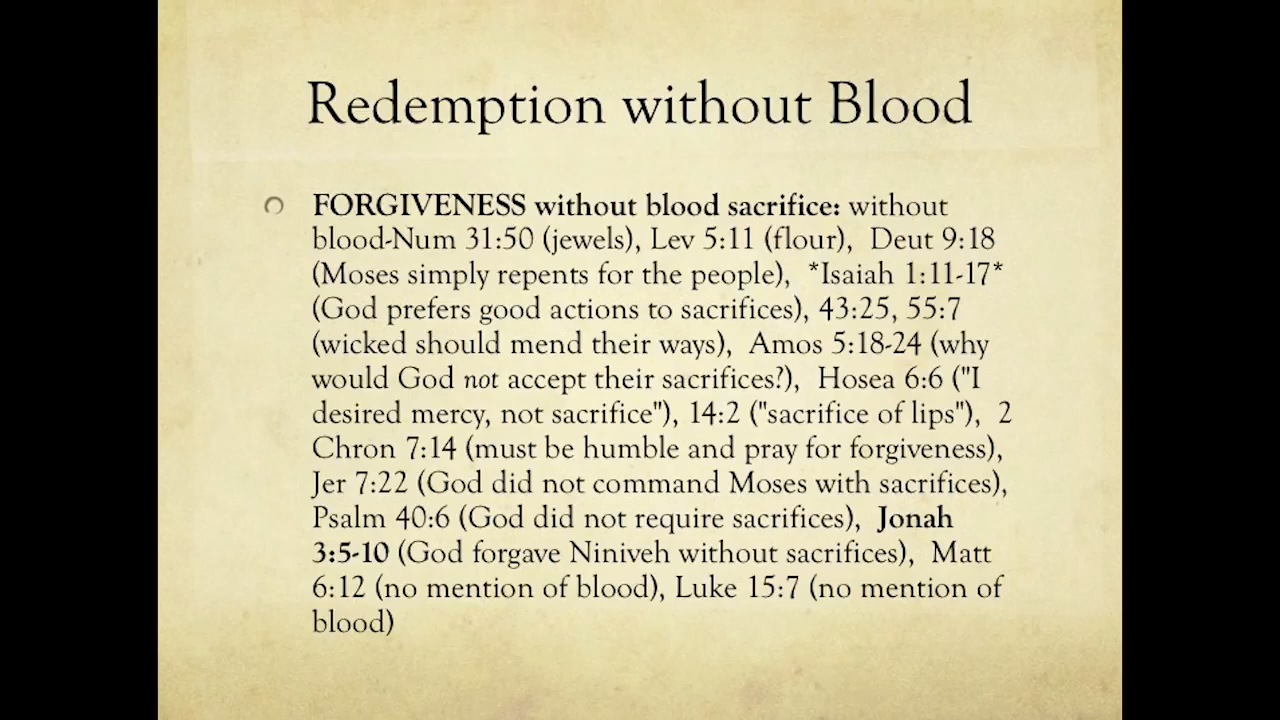 Redemption without Blood
FORGIVENESS without blood sacrifice: without
blood-Num 31:50 (jewels), Lev 5:11 (flour), Deut 9:18
(Moses simply repents for the people), *Isaiah 1:11-17*
(God prefers good actions to sacrifices), 43:25, 55:7
(wicked should mend their ways), Amos 5:18-24 (why
would God not accept their sacrifices?), Hosea 6:6 ("I
desired mercy, not sacrifice"), 14:2 ("sacrifice of lips"), 2
Chron 7:14 (must be humble and pray for forgiveness),
Jer 7:22 (God did not command Moses with sacrifices),
Psalm 40:6 (God did not require sacrifices), Jonah
3:5-10 (God forgave Niniveh without sacrifices), Matt
6:12 (no mention of blood), Luke 15:7 (no mention of
blood)